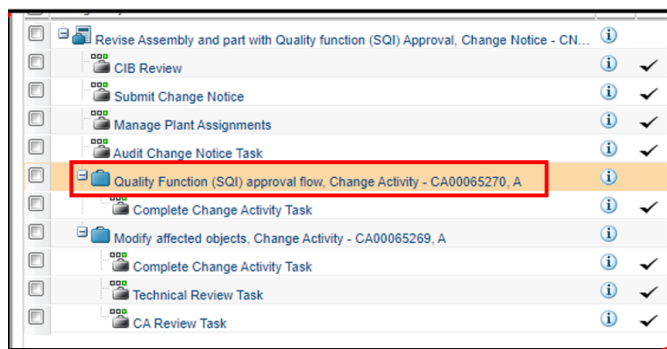 Revise Assembly and part with Quality function (SQI) Approval, Change Notice - CN...
CIB Review
Submit Change Notice
Manage Plant Assignments
Audit Change Notice Task
Quality Function (SQI) approval flow, Change Activity - CA00065270, A
Complete Change Activity Task
Modify affected objects, Change Activity - CA00065269, A
Complete Change Activity Task
Technical Review Task
CA Review Task